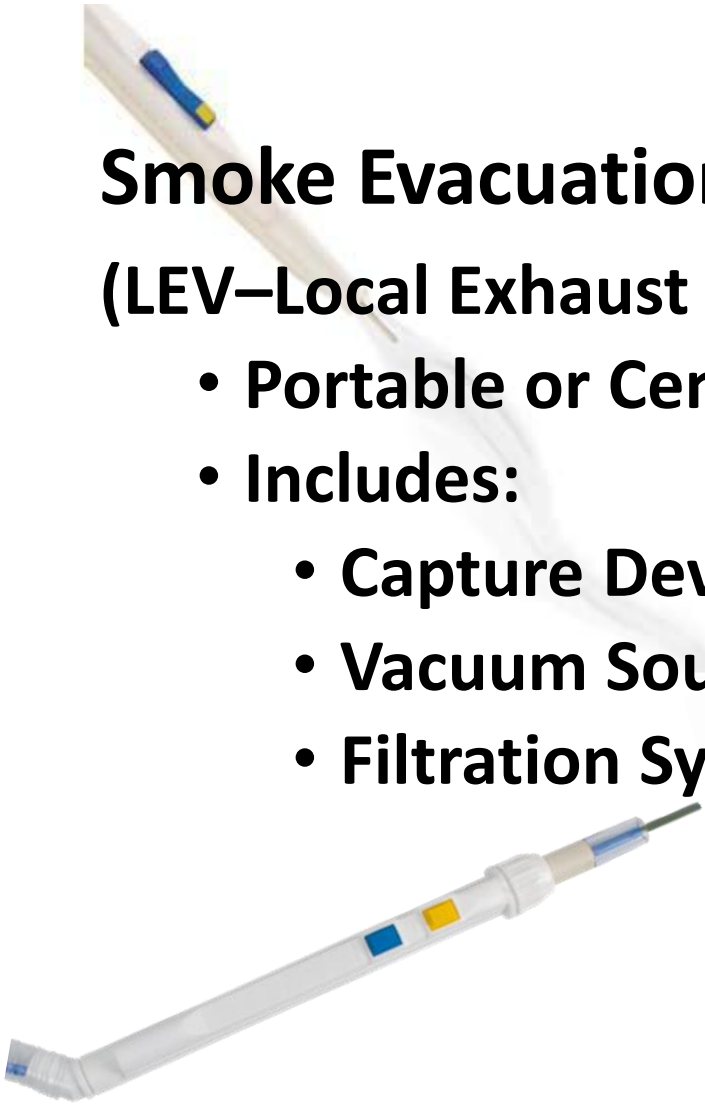 Smoke Evacuation
(LEV–Local Exhaust
• Portable or Cen
• Includes:
• Capture Dev
• Vacuum Sou
• Filtration Sy